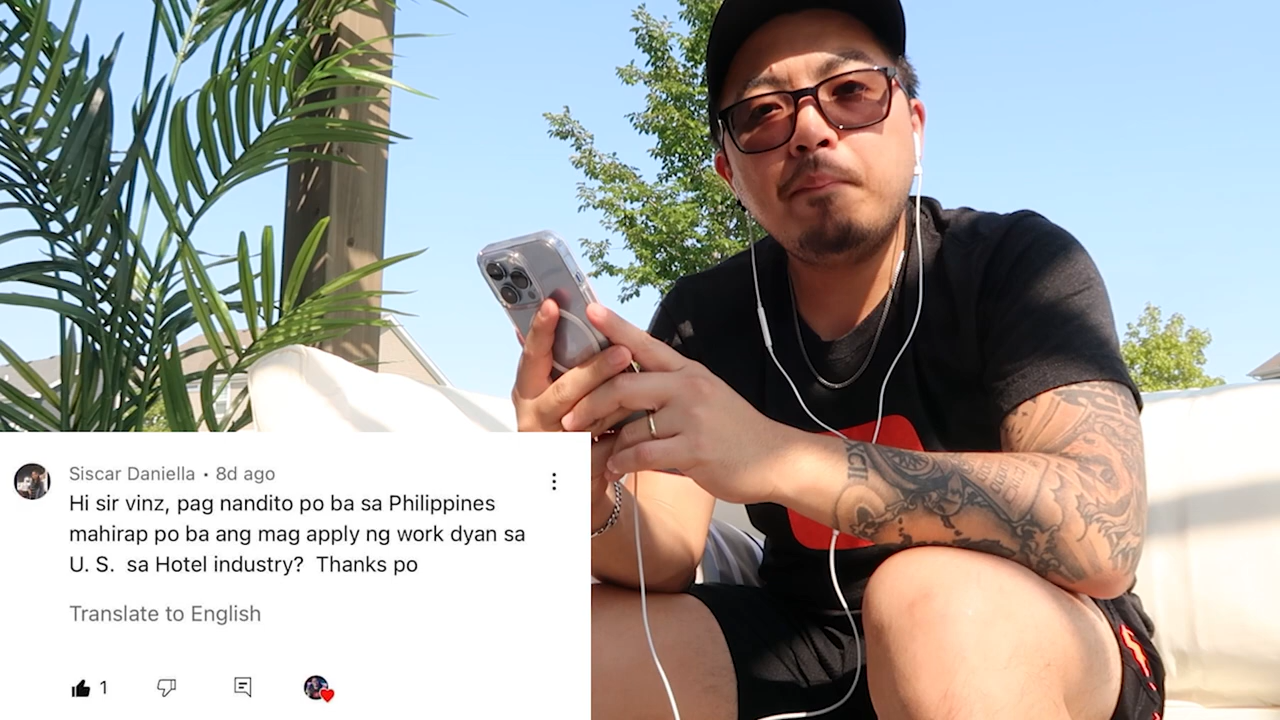 Siscar Daniella • 8d ago
Hi sir vinz, pag nandito po ba sa Philippines
mahirap po ba ang mag apply ng work dyan sa
U. S.  sa Hotel industry?  Thanks po
Translate to English
1
XCII